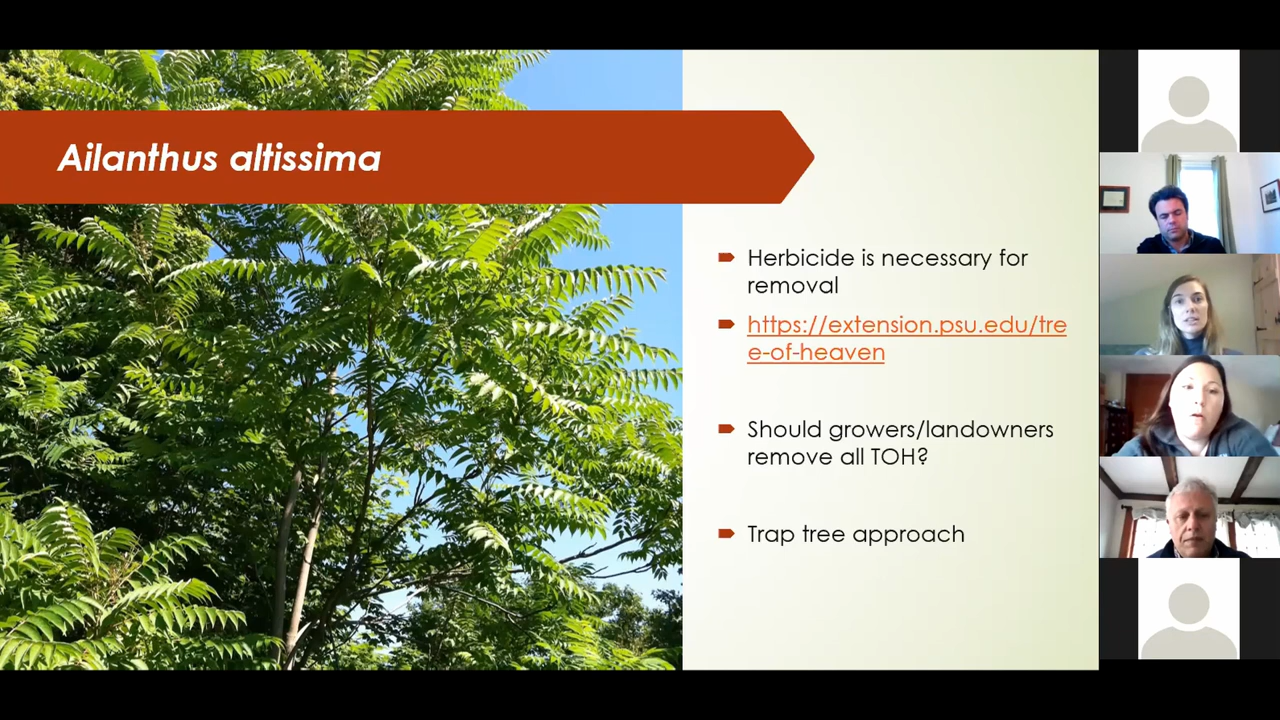 Ailanthus altissima
Herbicide is necessary for
removal
https://extension.psu.edu/tre
e-of-heaven
Should growers/landowners
remove all TOH?
Trap tree approach